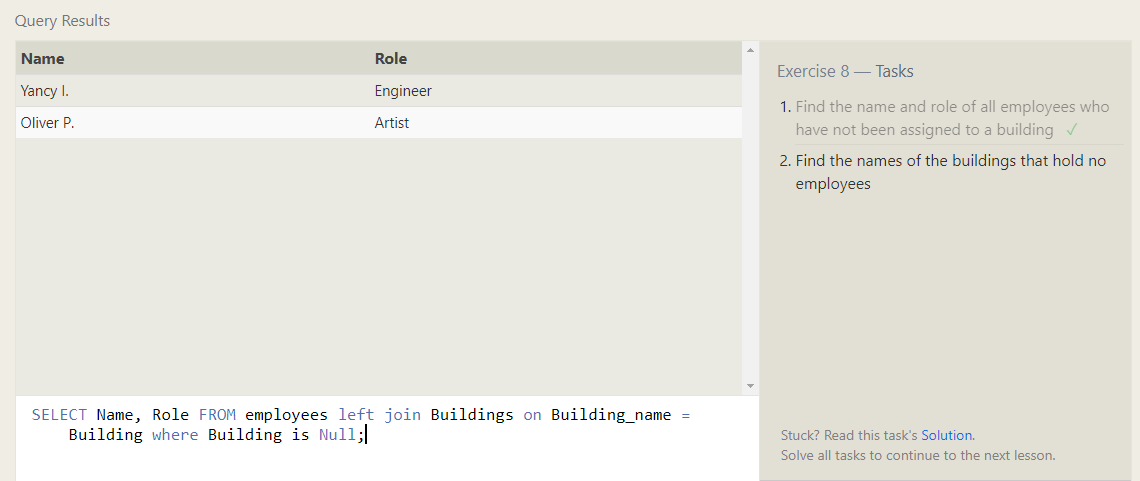 Query Results
Name Role
Yancy I. Engineer
Oliver P. Artist
SELECT Name, Role FROM employees left join Buildings on Building_name =
Building where Building is Null;
Exercise 8 — Tasks
1. Find the name and role of all employees who
have not been assigned to a building ✓
2. Find the names of the buildings that hold no
employees
Stuck? Read this task's Solution.
Solve all tasks to continue to the next lesson.